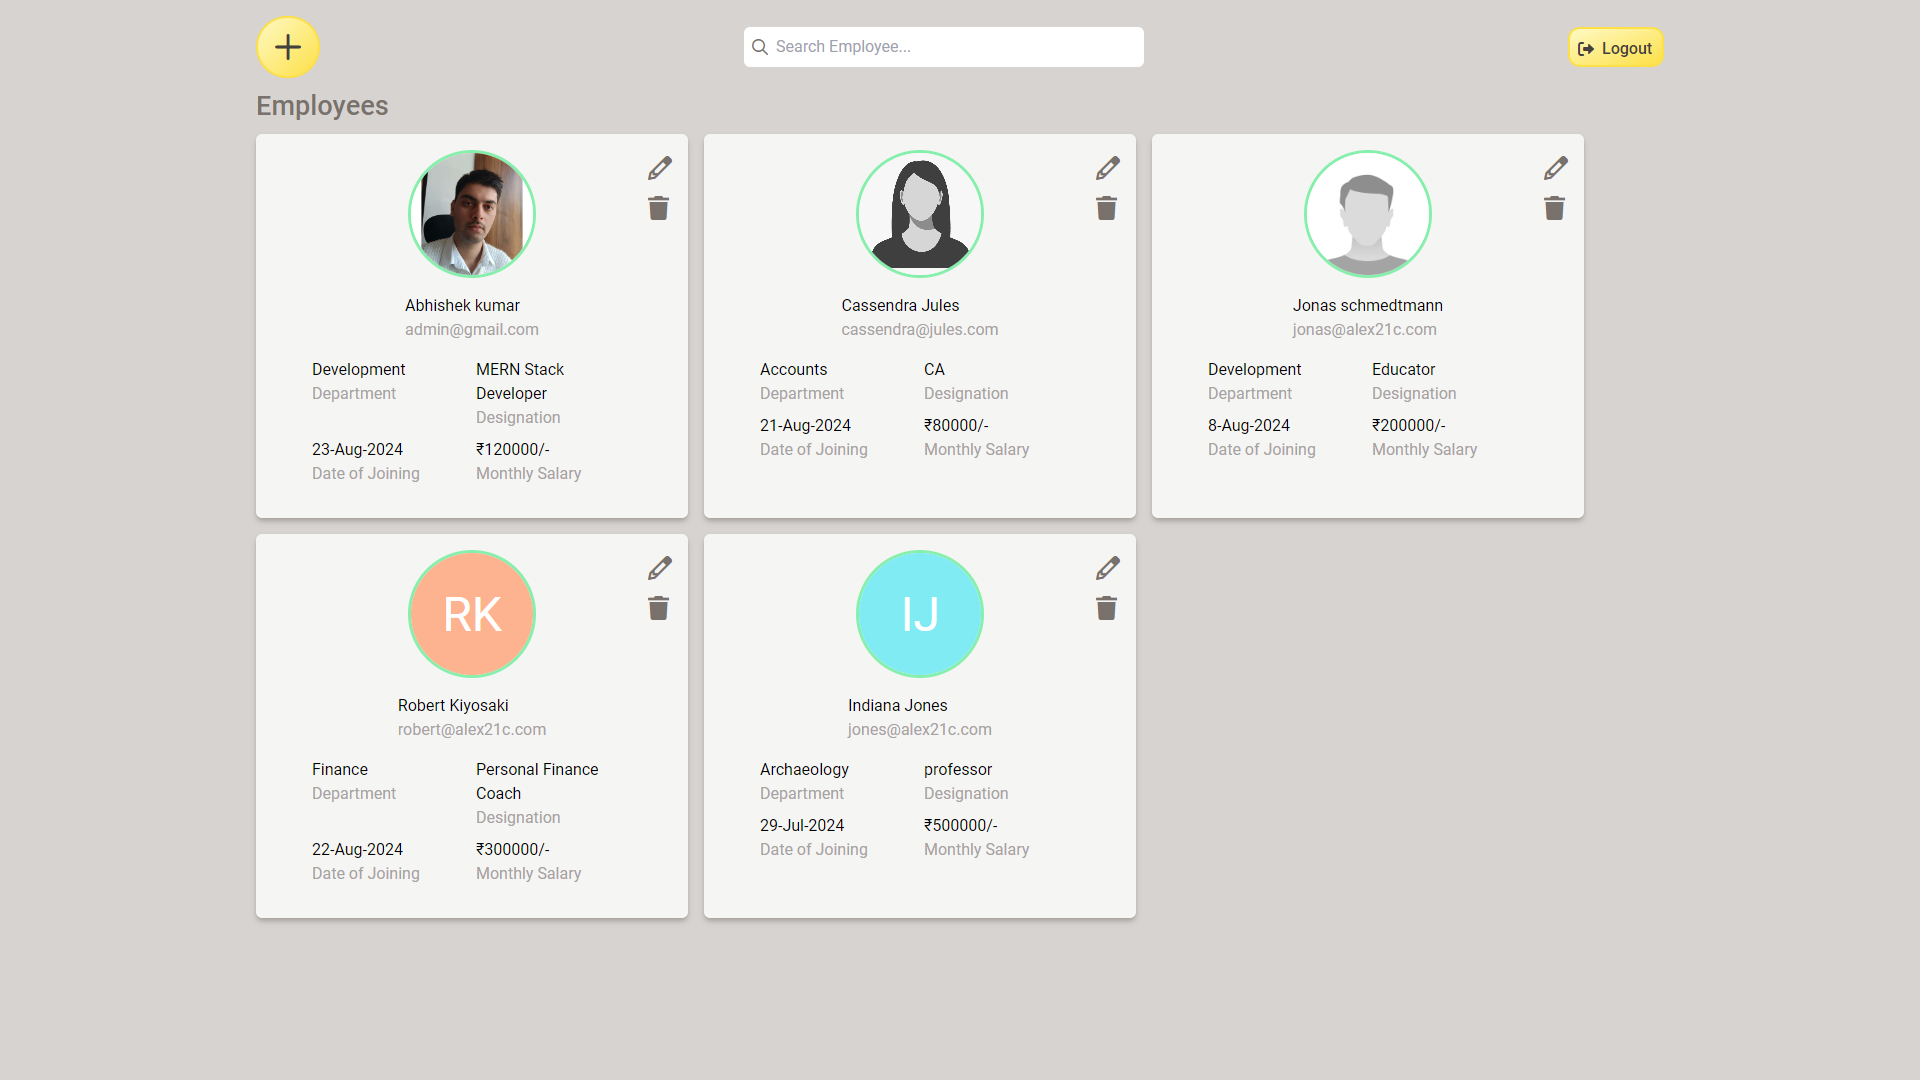 Search Employee...
Logout
Employees
Abhishek kumar
admin@gmail.com
Development
Department
MERN Stack
Developer
Designation
23-Aug-2024
Date of Joining
₹120000/-
Monthly Salary
Cassendra Jules
cassendra@jules.com
Accounts
Department
CA
Designation
21-Aug-2024
Date of Joining
₹80000/-
Monthly Salary
Jonas schmedtmann
jonas@alex21c.com
Development
Department
Educator
Designation
8-Aug-2024
Date of Joining
₹200000/-
Monthly Salary
RK
Robert Kiyosaki
robert@alex21c.com
Finance
Department
Personal Finance
Coach
Designation
22-Aug-2024
Date of Joining
₹300000/-
Monthly Salary
IJ
Indiana Jones
jones@alex21c.com
Archaeology
Department
professor
Designation
29-Jul-2024
Date of Joining
₹500000/-
Monthly Salary